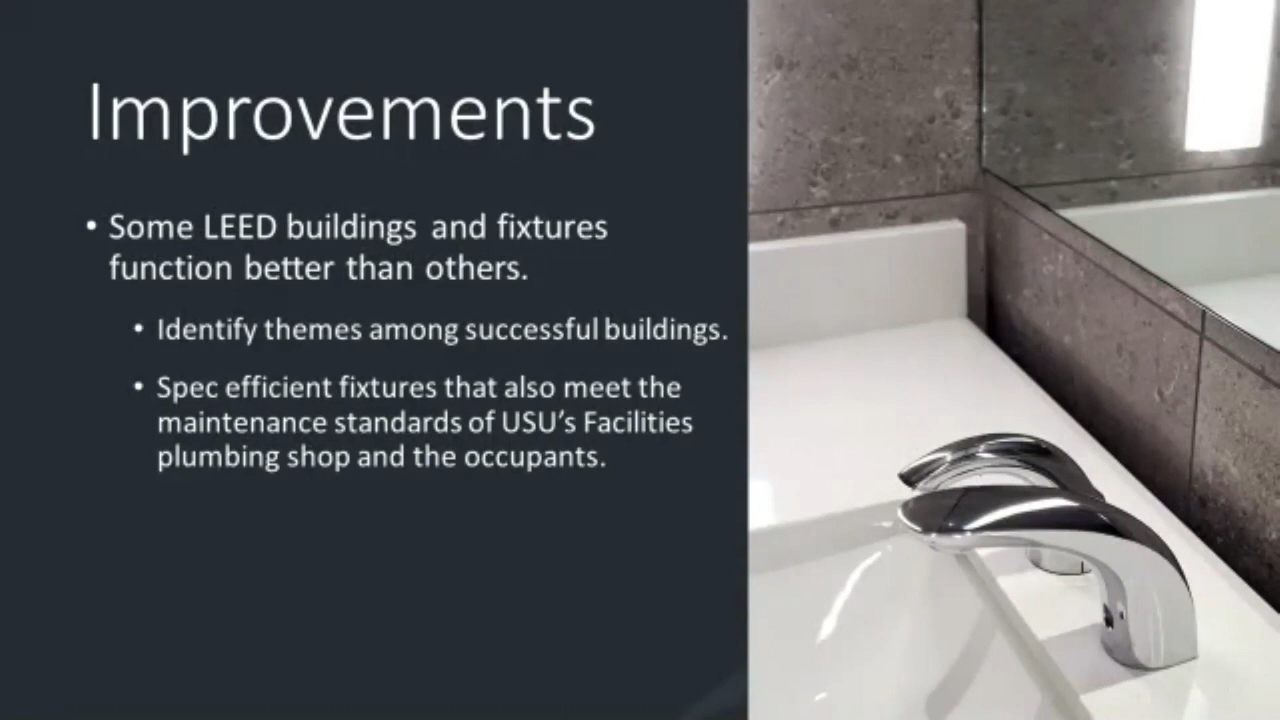 Improvements
• Some LEED buildings and fixtures
function better than others.
• Identify themes among successful buildings.
• Spec efficient fixtures that also meet the
maintenance standards of USU’s Facilities
plumbing shop and the occupants.